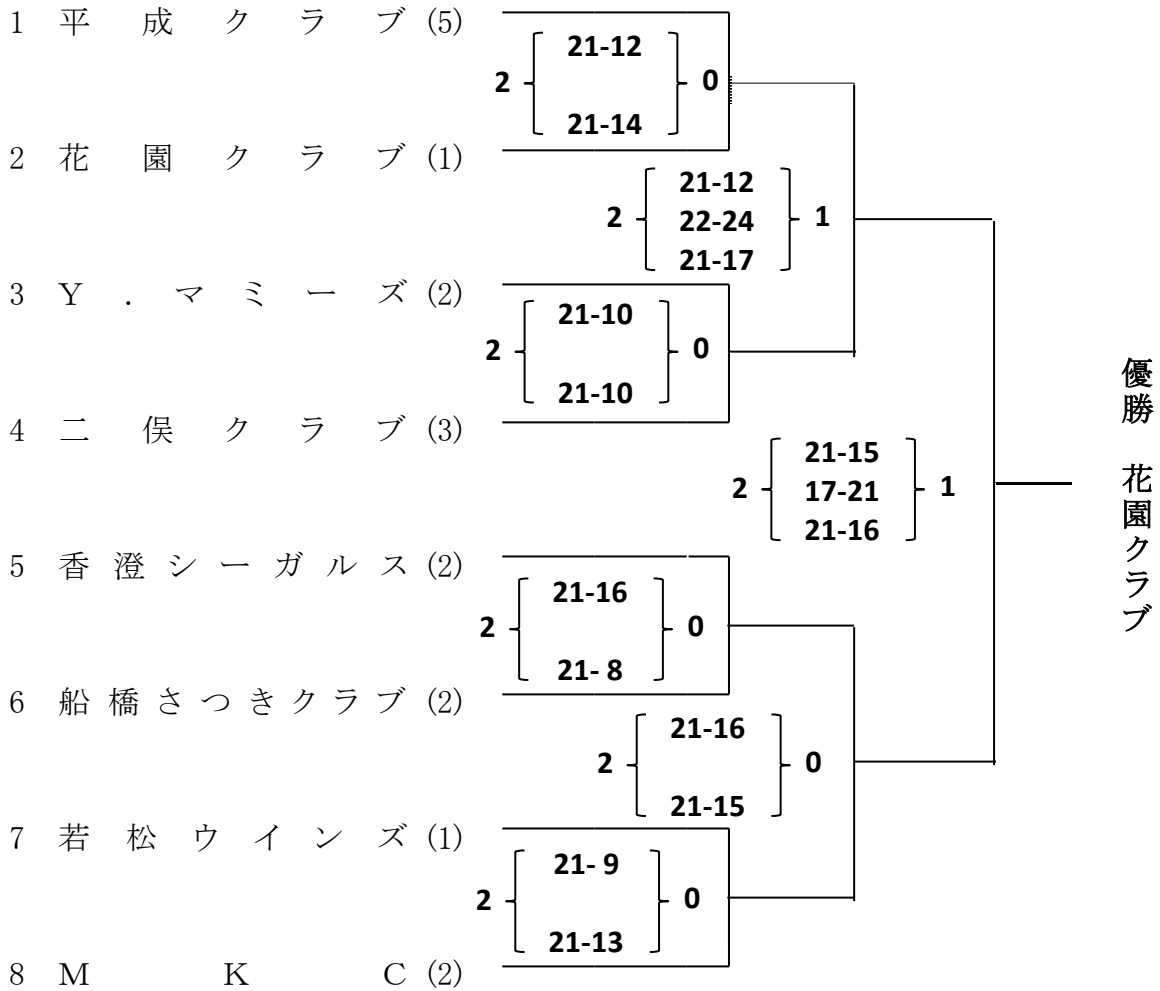 1 平成クラブ (5)
21-12
2 0
21-14
2 花園クラブ (1)
21-12
2 22-24 1
21-17
3 Y.マミーズ (2)
21-10
2 0
21-10
4 二俣クラブ (3)
21-15
2 17-21 1
21-16
優勝 花園クラブ
5 香澄シーガルス (2)
21-16
2 0
21- 8
6 船橋さつきクラブ (2)
21-16
2 0
21-15
7 若松ウインズ (1)
21- 9
2 0
21-13
8 MKC (2)